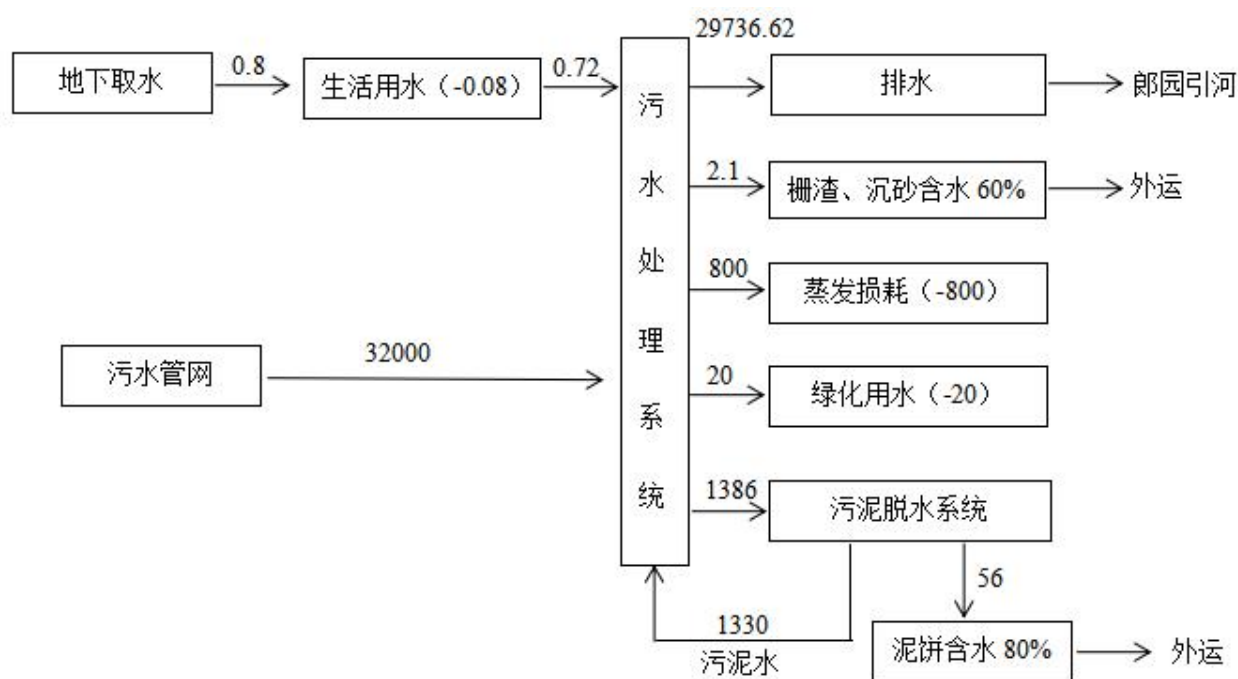 29736.62
地下取水
0.8
生活用水（-0.08）
0.72
污水处理系统
排水
郎园引河
2.1
栅渣、沉砂含水 60%
外运
800
蒸发损耗（-800）
污水管网
32000
20
绿化用水（-20）
1386
污泥脱水系统
56
1330
污泥水
泥饼含水 80%
外运